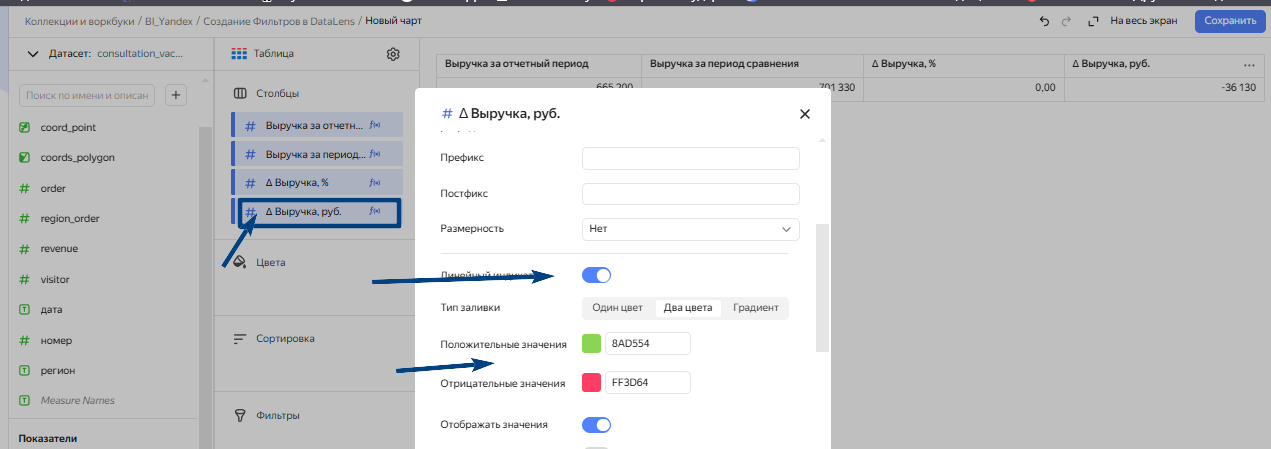 Коллекции и воркбуки / BI_Yandex / Создание Фильтров в DataLens / Новый чарт
На весь экран
Сохранить
Датасет: consultation_vac...
Поиск по имени и описан
coord_point
coords_polygon
order
region_order
revenue
visitor
дата
номер
регион
Measure Names
Показатели
Таблица
Столбцы
Выручка за отчетн...
Выручка за период...
Δ Выручка, %
Δ Выручка, руб.
Цвета
Сортировка
Фильтры
Выручка за отчетный период Выручка за период сравнения Δ Выручка, % Δ Выручка, руб.
665 200 701 330 0,00 -36 130
# Δ Выручка, руб.
Префикс
Постфикс
Размерность Нет
Линейный
Тип заливки Один цвет Два цвета Градиент
Положительные значения 8AD554
Отрицательные значения FF3D64
Отображать значения